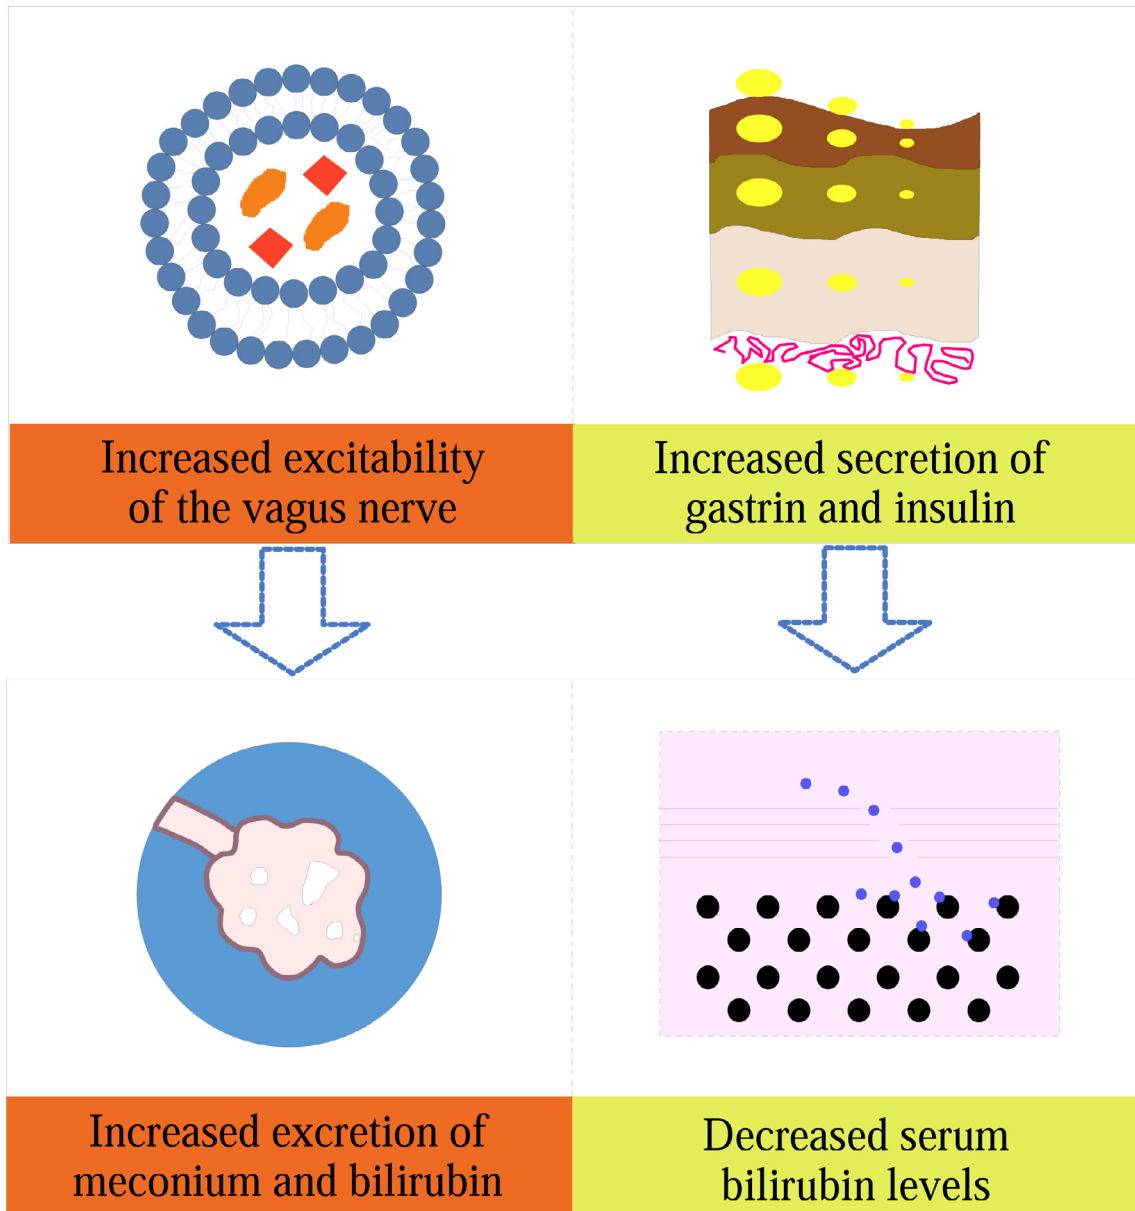 Increased excitability
of the vagus nerve
Increased secretion of
gastrin and insulin
Increased excretion of
meconium and bilirubin
Decreased serum
bilirubin levels